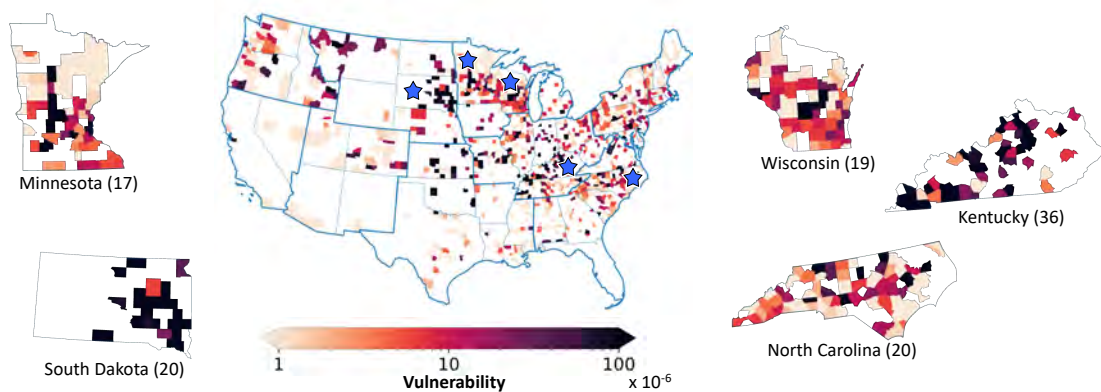 Minnesota (17)
South Dakota (20)
1
10
100
Vulnerability
x 10-6
Wisconsin (19)
Kentucky (36)
North Carolina (20)